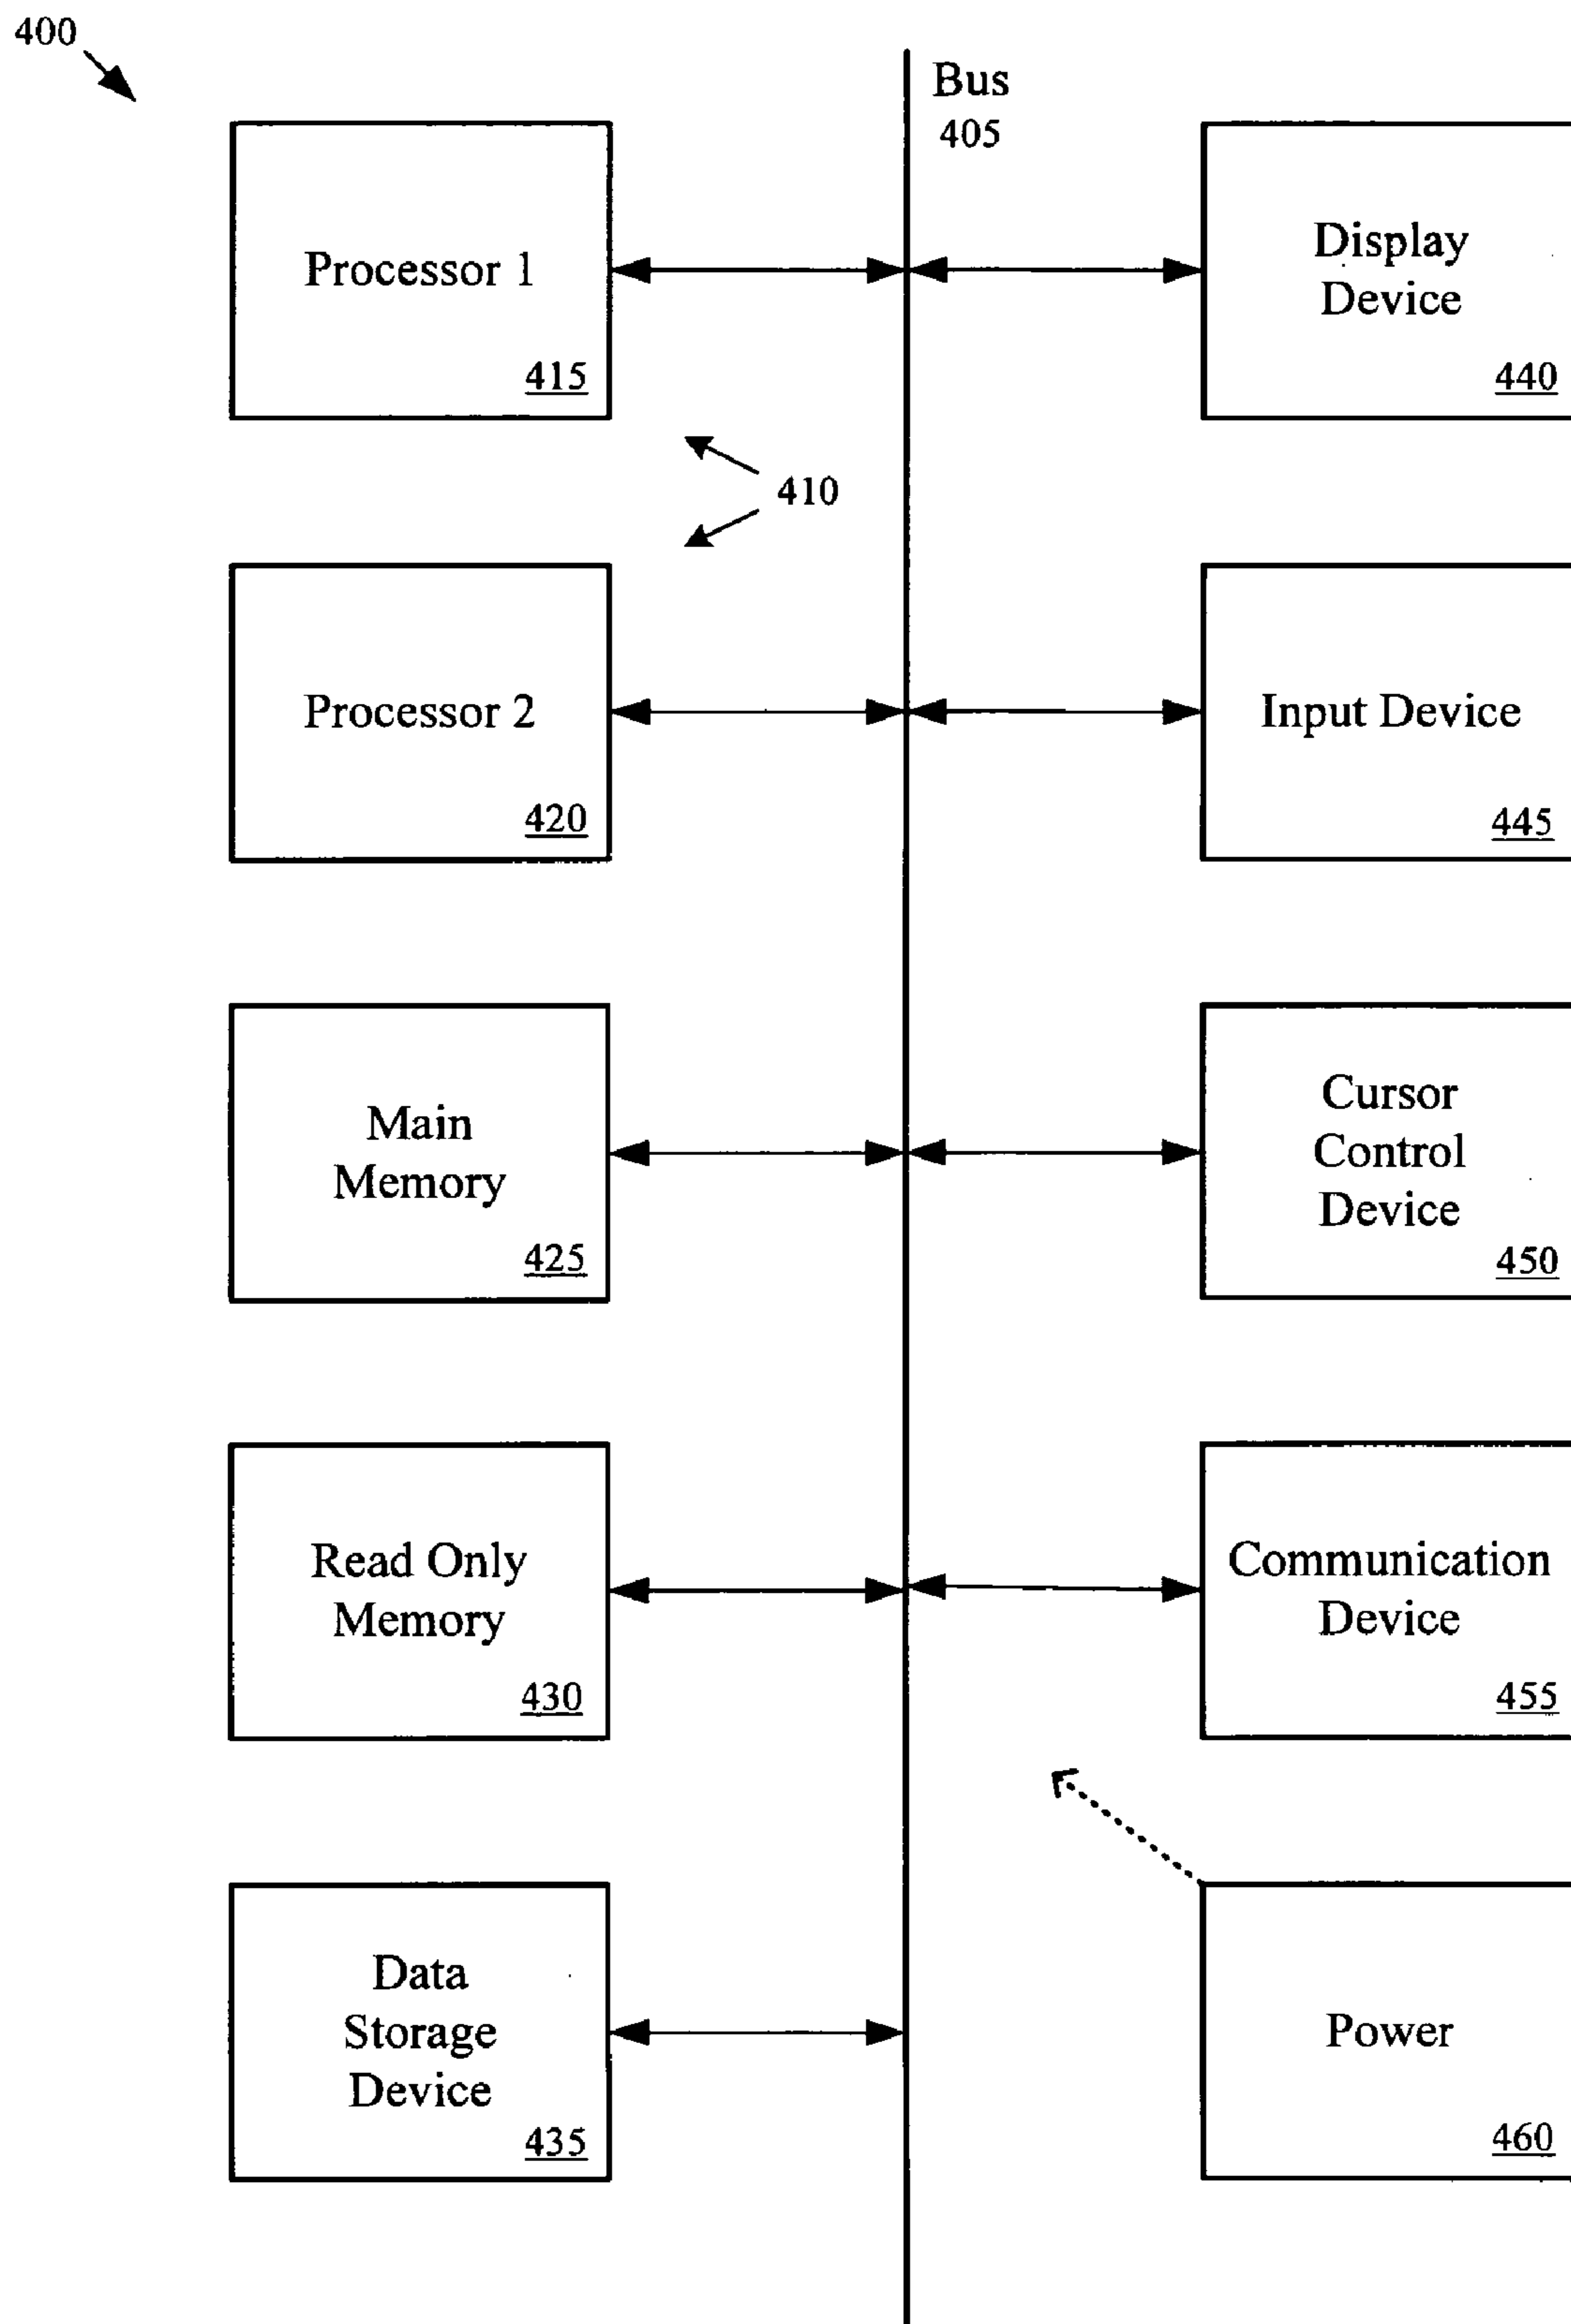 400
Bus
405
Processor 1
415
Display
Device
440
410
Processor 2
420
Input Device
445
Main
Memory
425
Cursor
Control
Device
450
Read Only
Memory
430
Communication
Device
455
Data
Storage
Device
435
Power
460